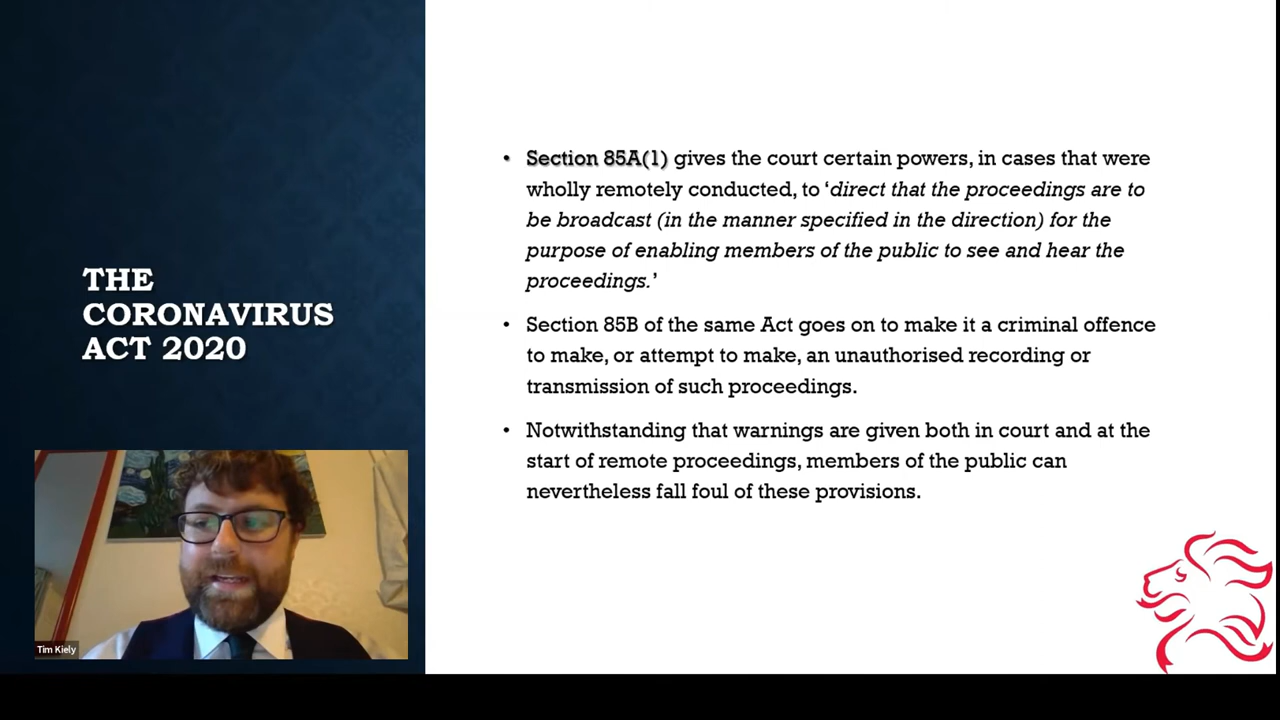 THE
CORONAVIRUS
ACT 2020
• Section 85A(1) gives the court certain powers, in cases that were
wholly remotely conducted, to ‘direct that the proceedings are to
be broadcast (in the manner specified in the direction) for the
purpose of enabling members of the public to see and hear the
proceedings.’
• Section 85B of the same Act goes on to make it a criminal offence
to make, or attempt to make, an unauthorised recording or
transmission of such proceedings.
• Notwithstanding that warnings are given both in court and at the
start of remote proceedings, members of the public can
nevertheless fall foul of these provisions.
Tim Kiely